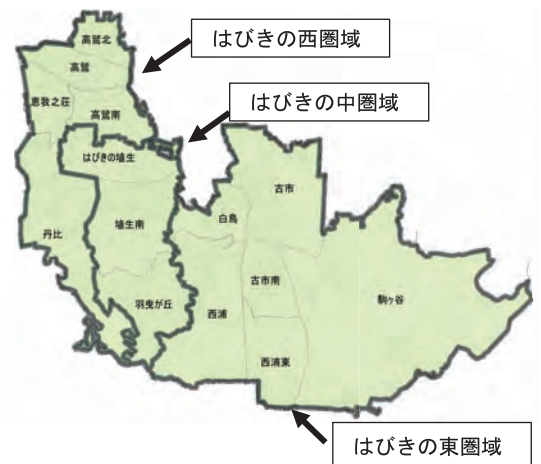 高鷲北
はびきの西圏域
高鷲
恵我之荘
高鷲南
はびきの中圏域
はびきの埴生
古市
白鳥
埴生南
丹比
古市南
駒ヶ谷
羽曳が丘
西浦
西浦東
はびきの東圏域